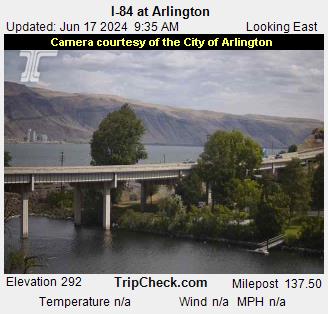 I-84 at Arlington
Updated: Jun 17 2024 9:35 AM Looking East
Camera courtesy of the City of Arlington
Elevation 292 TripCheck.com Milepost 137.50
Temperature n/a Wind n/a MPH n/a